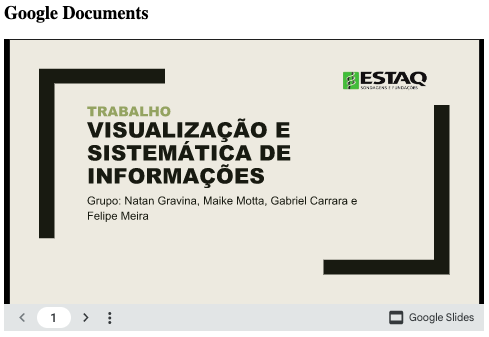 Google Documents
ESTAQ
SONDAGENS E FUNDAÇÕES
TRABALHO
VISUALIZAÇÃO E
SISTEMÁTICA DE
INFORMAÇÕES
Grupo: Natan Gravina, Maike Motta, Gabriel Carrara e
Felipe Meira
1
Google Slides